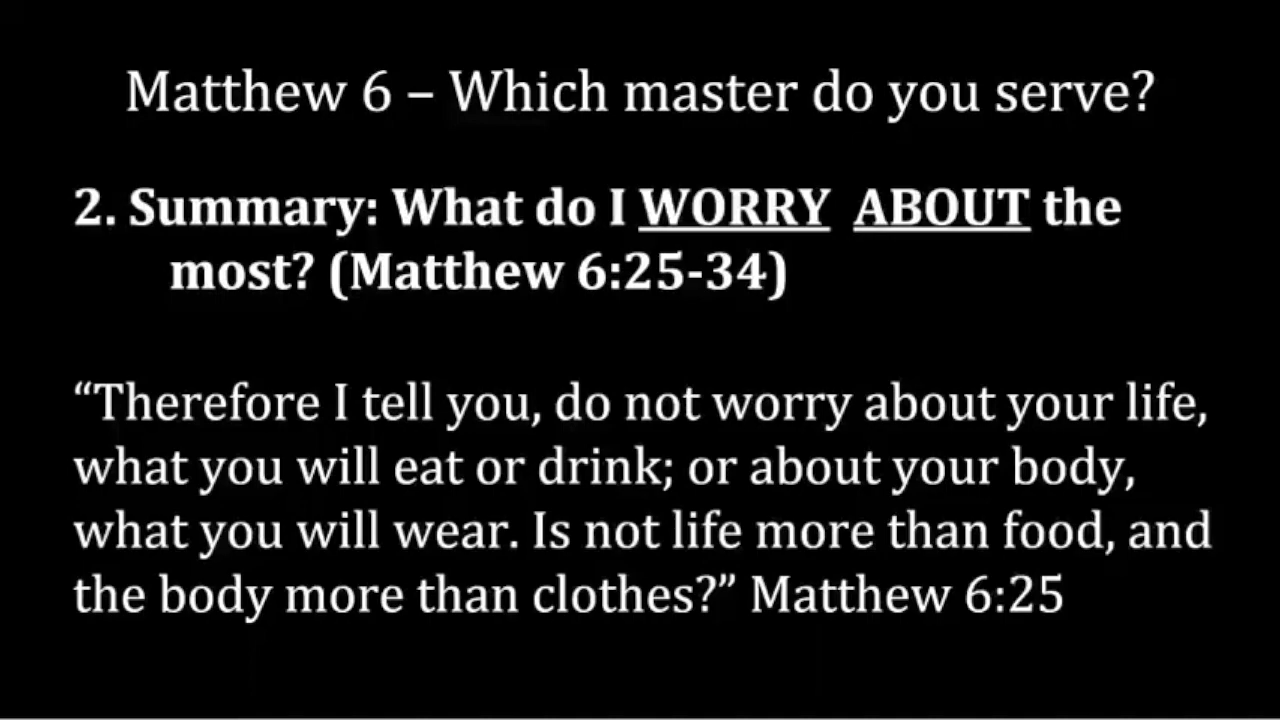 Matthew 6 – Which master do you serve?
2. Summary: What do I WORRY ABOUT the
most? (Matthew 6:25-34)
“Therefore I tell you, do not worry about your life,
what you will eat or drink; or about your body,
what you will wear. Is not life more than food, and
the body more than clothes?” Matthew 6:25